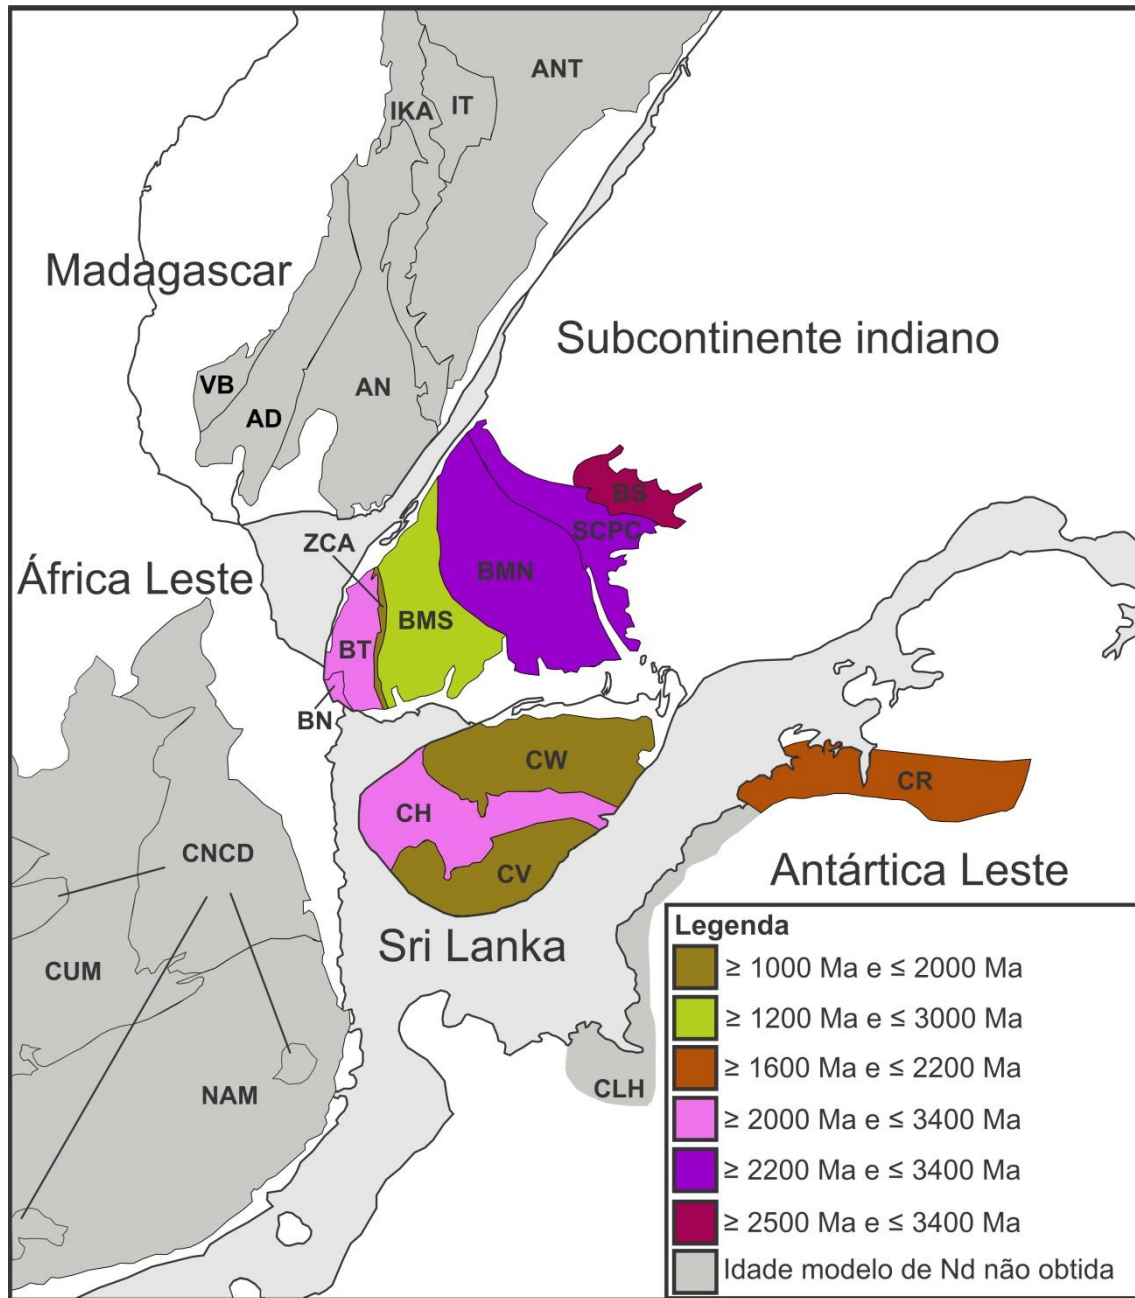 ANT
IT
IKA
Madagascar
Subcontinente indiano
VB
AN
AD
BS
SCPC
ZCA
África Leste
BMN
BMS
BT
BN
CW
CR
CH
CNCD
CV
Antártica Leste
Sri Lanka
CUM
NAM
CLH
Legenda
≥ 1000 Ma e ≤ 2000 Ma
≥ 1200 Ma e ≤ 3000 Ma
≥ 1600 Ma e ≤ 2200 Ma
≥ 2000 Ma e ≤ 3400 Ma
≥ 2200 Ma e ≤ 3400 Ma
≥ 2500 Ma e ≤ 3400 Ma
Idade modelo de Nd não obtida